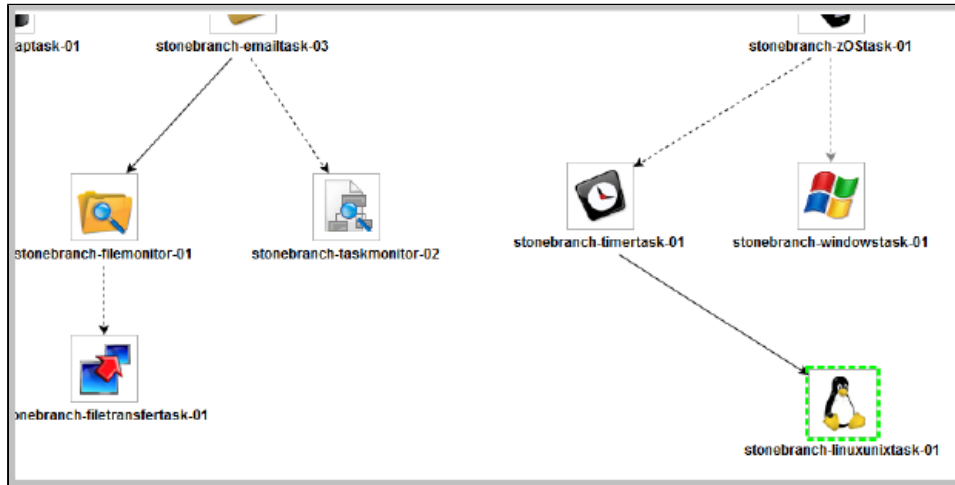 aptask-01
stonebranch-emailtask-03
stonebranch-zOStask-01
stonebranch-filemonitor-01
stonebranch-taskmonitor-02
stonebranch-timertask-01
stonebranch-windowstask-01
tonebranch-filetransfertask-01
stonebranch-linuxunixtask-01